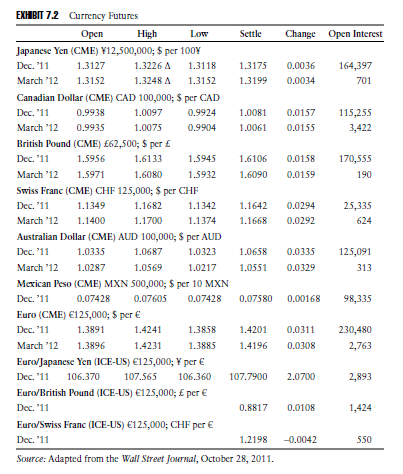 EXHIBIT 7.2 Currency Futures
Open High Low Settle Change Open Interest
Japanese Yen (CME) ¥12,500,000; $ per 100¥
Dec. ’11 1.3127 1.3226 Δ 1.3118 1.3175 0.0036 164,397
March ’12 1.3152 1.3248 Δ 1.3152 1.3199 0.0034 701
Canadian Dollar (CME) CAD 100,000; $ per CAD
Dec. ’11 0.9938 1.0097 0.9924 1.0081 0.0157 115,255
March ’12 0.9935 1.0075 0.9904 1.0061 0.0155 3,422
British Pound (CME) £62,500; $ per £
Dec. ’11 1.5956 1.6133 1.5945 1.6106 0.0158 170,555
March ’12 1.5971 1.6080 1.5932 1.6090 0.0159 190
Swiss Franc (CME) CHF 125,000; $ per CHF
Dec. ’11 1.1349 1.1682 1.1342 1.1642 0.0294 25,335
March ’12 1.1400 1.1700 1.1374 1.1668 0.0292 624
Australian Dollar (CME) AUD 100,000; $ per AUD
Dec. ’11 1.0335 1.0687 1.0323 1.0658 0.0335 125,091
March ’12 1.0287 1.0569 1.0217 1.0551 0.0329 313
Mexican Peso (CME) MXN 500,000; $ per 10 MXN
Dec. ’11 0.07428 0.07605 0.07428 0.07580 0.00168 98,335
Euro (CME) €125,000; $ per €
Dec. ’11 1.3891 1.4241 1.3858 1.4201 0.0311 230,480
March ’12 1.3896 1.4231 1.3885 1.4196 0.0308 2,763
Euro/Japanese Yen (ICE-US) €125,000; ¥ per €
Dec. ’11 106.370 107.565 106.360 107.7900 2.0700 2,893
Euro/British Pound (ICE-US) €125,000; £ per €
Dec. ’11 0.8817 0.0108 1,424
Euro/Swiss Franc (ICE-US) €125,000; CHF per €
Dec. ’11 1.2198 –0.0042 550
Source: Adapted from the Wall Street Journal, October 28, 2011.